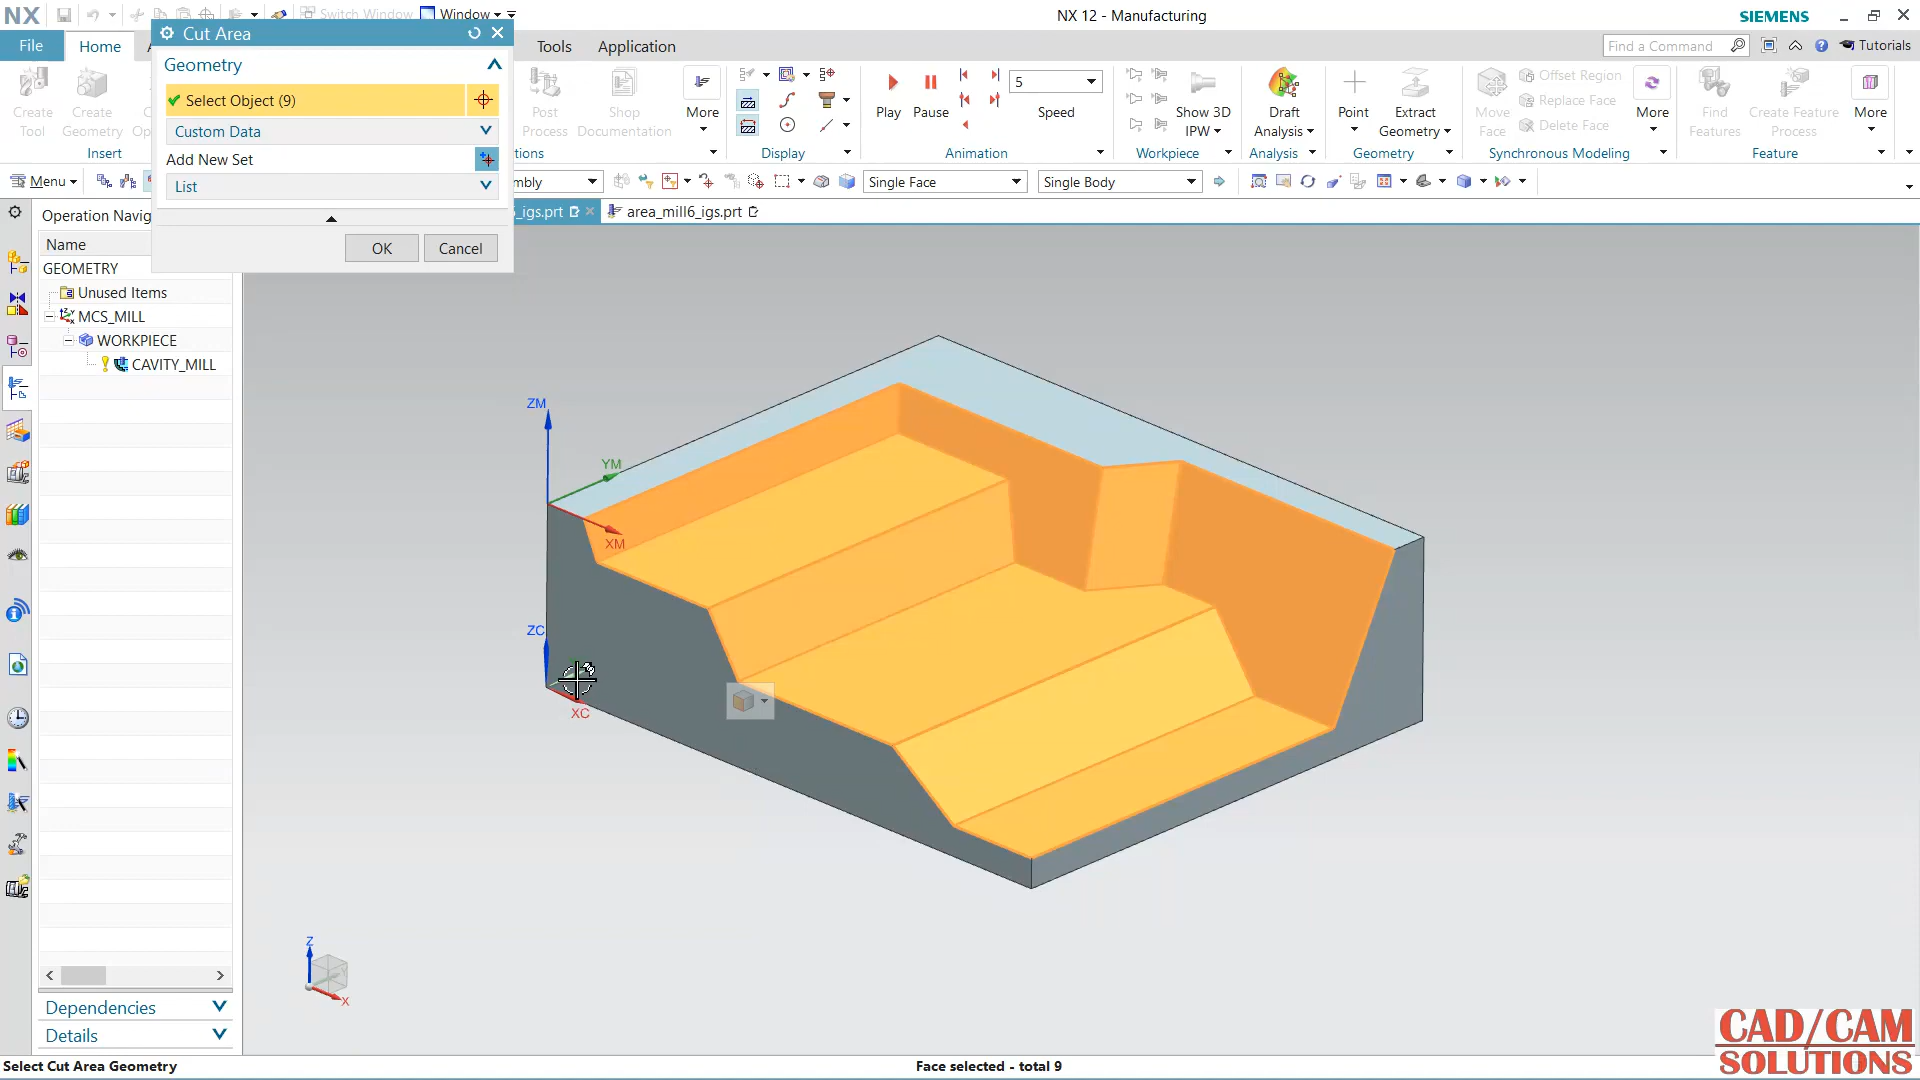 NX
Switch Window
Window
NX 12 - Manufacturing
SIEMENS
Cut Area
File
Home
Tools
Application
Find a Command
Tutorials
Geometry
Select Object (9)
Custom Data
Add New Set
List
OK
Cancel
Create Tool
Create Geometry
Insert
Post Process
Shop Documentation
More
tions
Display
Play
Pause
5
Speed
Animation
Show 3D IPW
Workpiece
Draft Analysis
Analysis
Point
Extract Geometry
Geometry
Move Face
Offset Region
Replace Face
Delete Face
More
Synchronous Modeling
Find Features
Create Feature Process
More
Feature
Menu
mbly
Single Face
Single Body
Operation Navig
_igs.prt
area_mill6_igs.prt
Name
GEOMETRY
Unused Items
MCS_MILL
WORKPIECE
CAVITY_MILL
ZM
YM
XM
ZC
XC
Z
X
Dependencies
Details
Select Cut Area Geometry
Face selected - total 9
CAD/CAM
SOLUTIONS